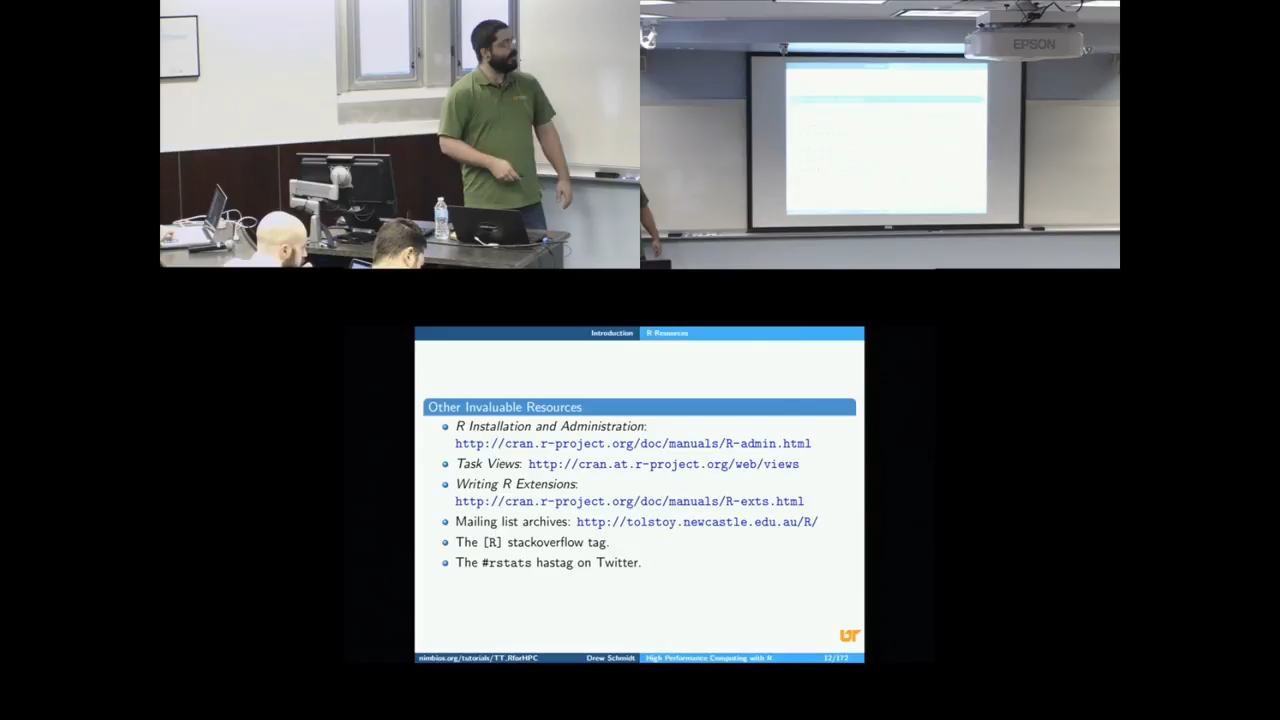 EPSON
Introduction R Resources
Other Invaluable Resources
R Installation and Administration:
http://cran.r-project.org/doc/manuals/R-admin.html
Task Views: http://cran.at.r-project.org/web/views
Writing R Extensions:
http://cran.r-project.org/doc/manuals/R-exts.html
Mailing list archives: http://tolstoy.newcastle.edu.au/R/
The [R] stackoverflow tag.
The #rstats hastag on Twitter.
UT
nimbios.org/tutorials/TT_RforHPC Drew Schmidt High Performance Computing with R 12/172